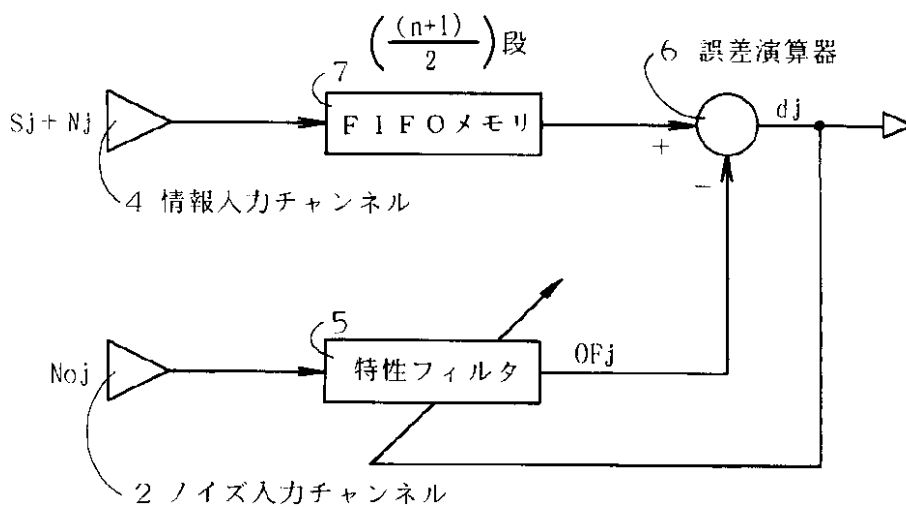 ((n+1)/2)段
7
6 誤差演算器
Sj+Nj
FIFOメモリ
dj
+
-
4 情報入力チャンネル
5
Noj
特性フィルタ
OFj
2 ノイズ入力チャンネル